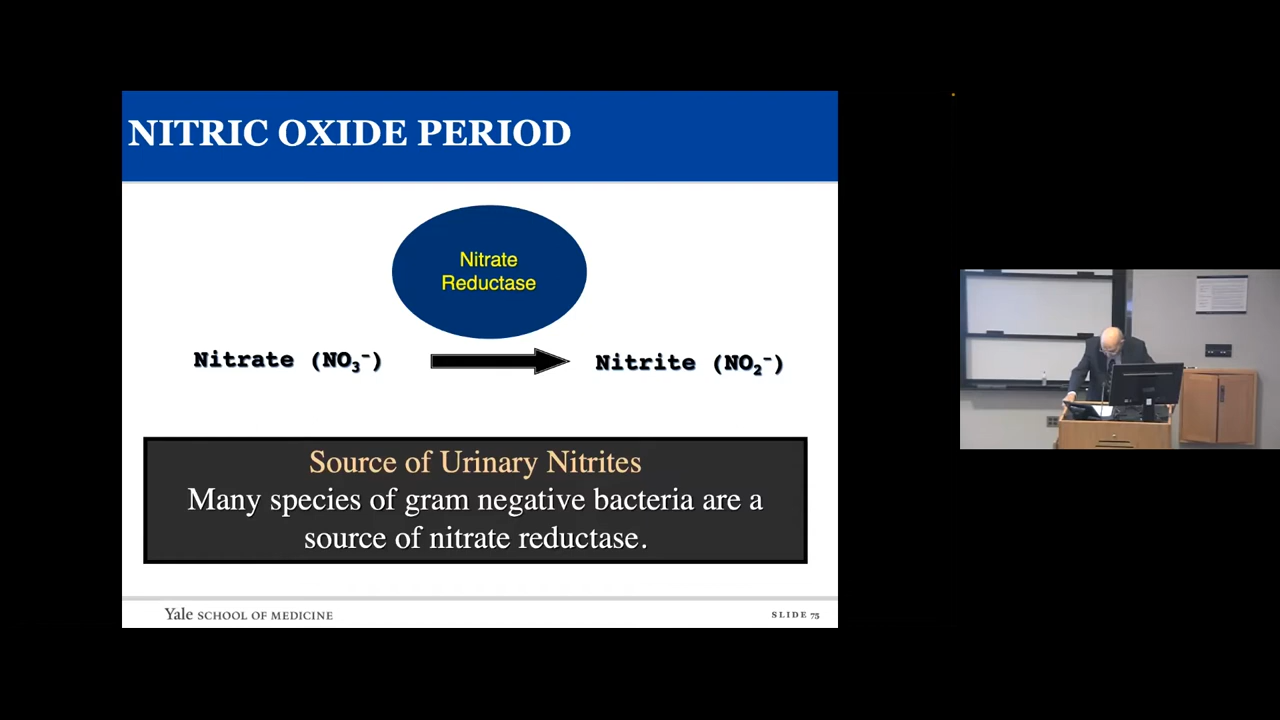 NITRIC OXIDE PERIOD
Nitrate
Reductase
Nitrate (NO₃⁻)
Nitrite (NO₂⁻)
Source of Urinary Nitrites
Many species of gram negative bacteria are a
source of nitrate reductase.
Yale SCHOOL OF MEDICINE
SLIDE 75